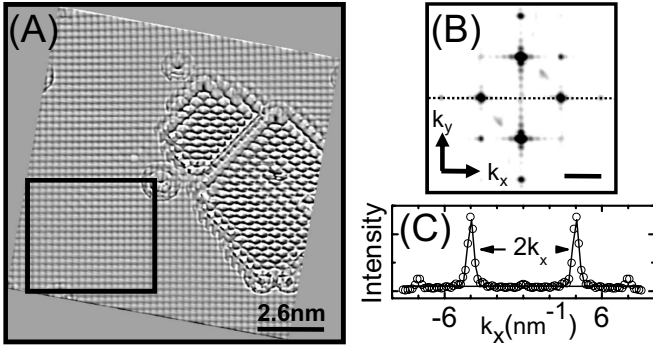 (A)
2.6nm
(B)
ky
kx
(C)
Intensity
2kx
-6
6
kx(nm-1)